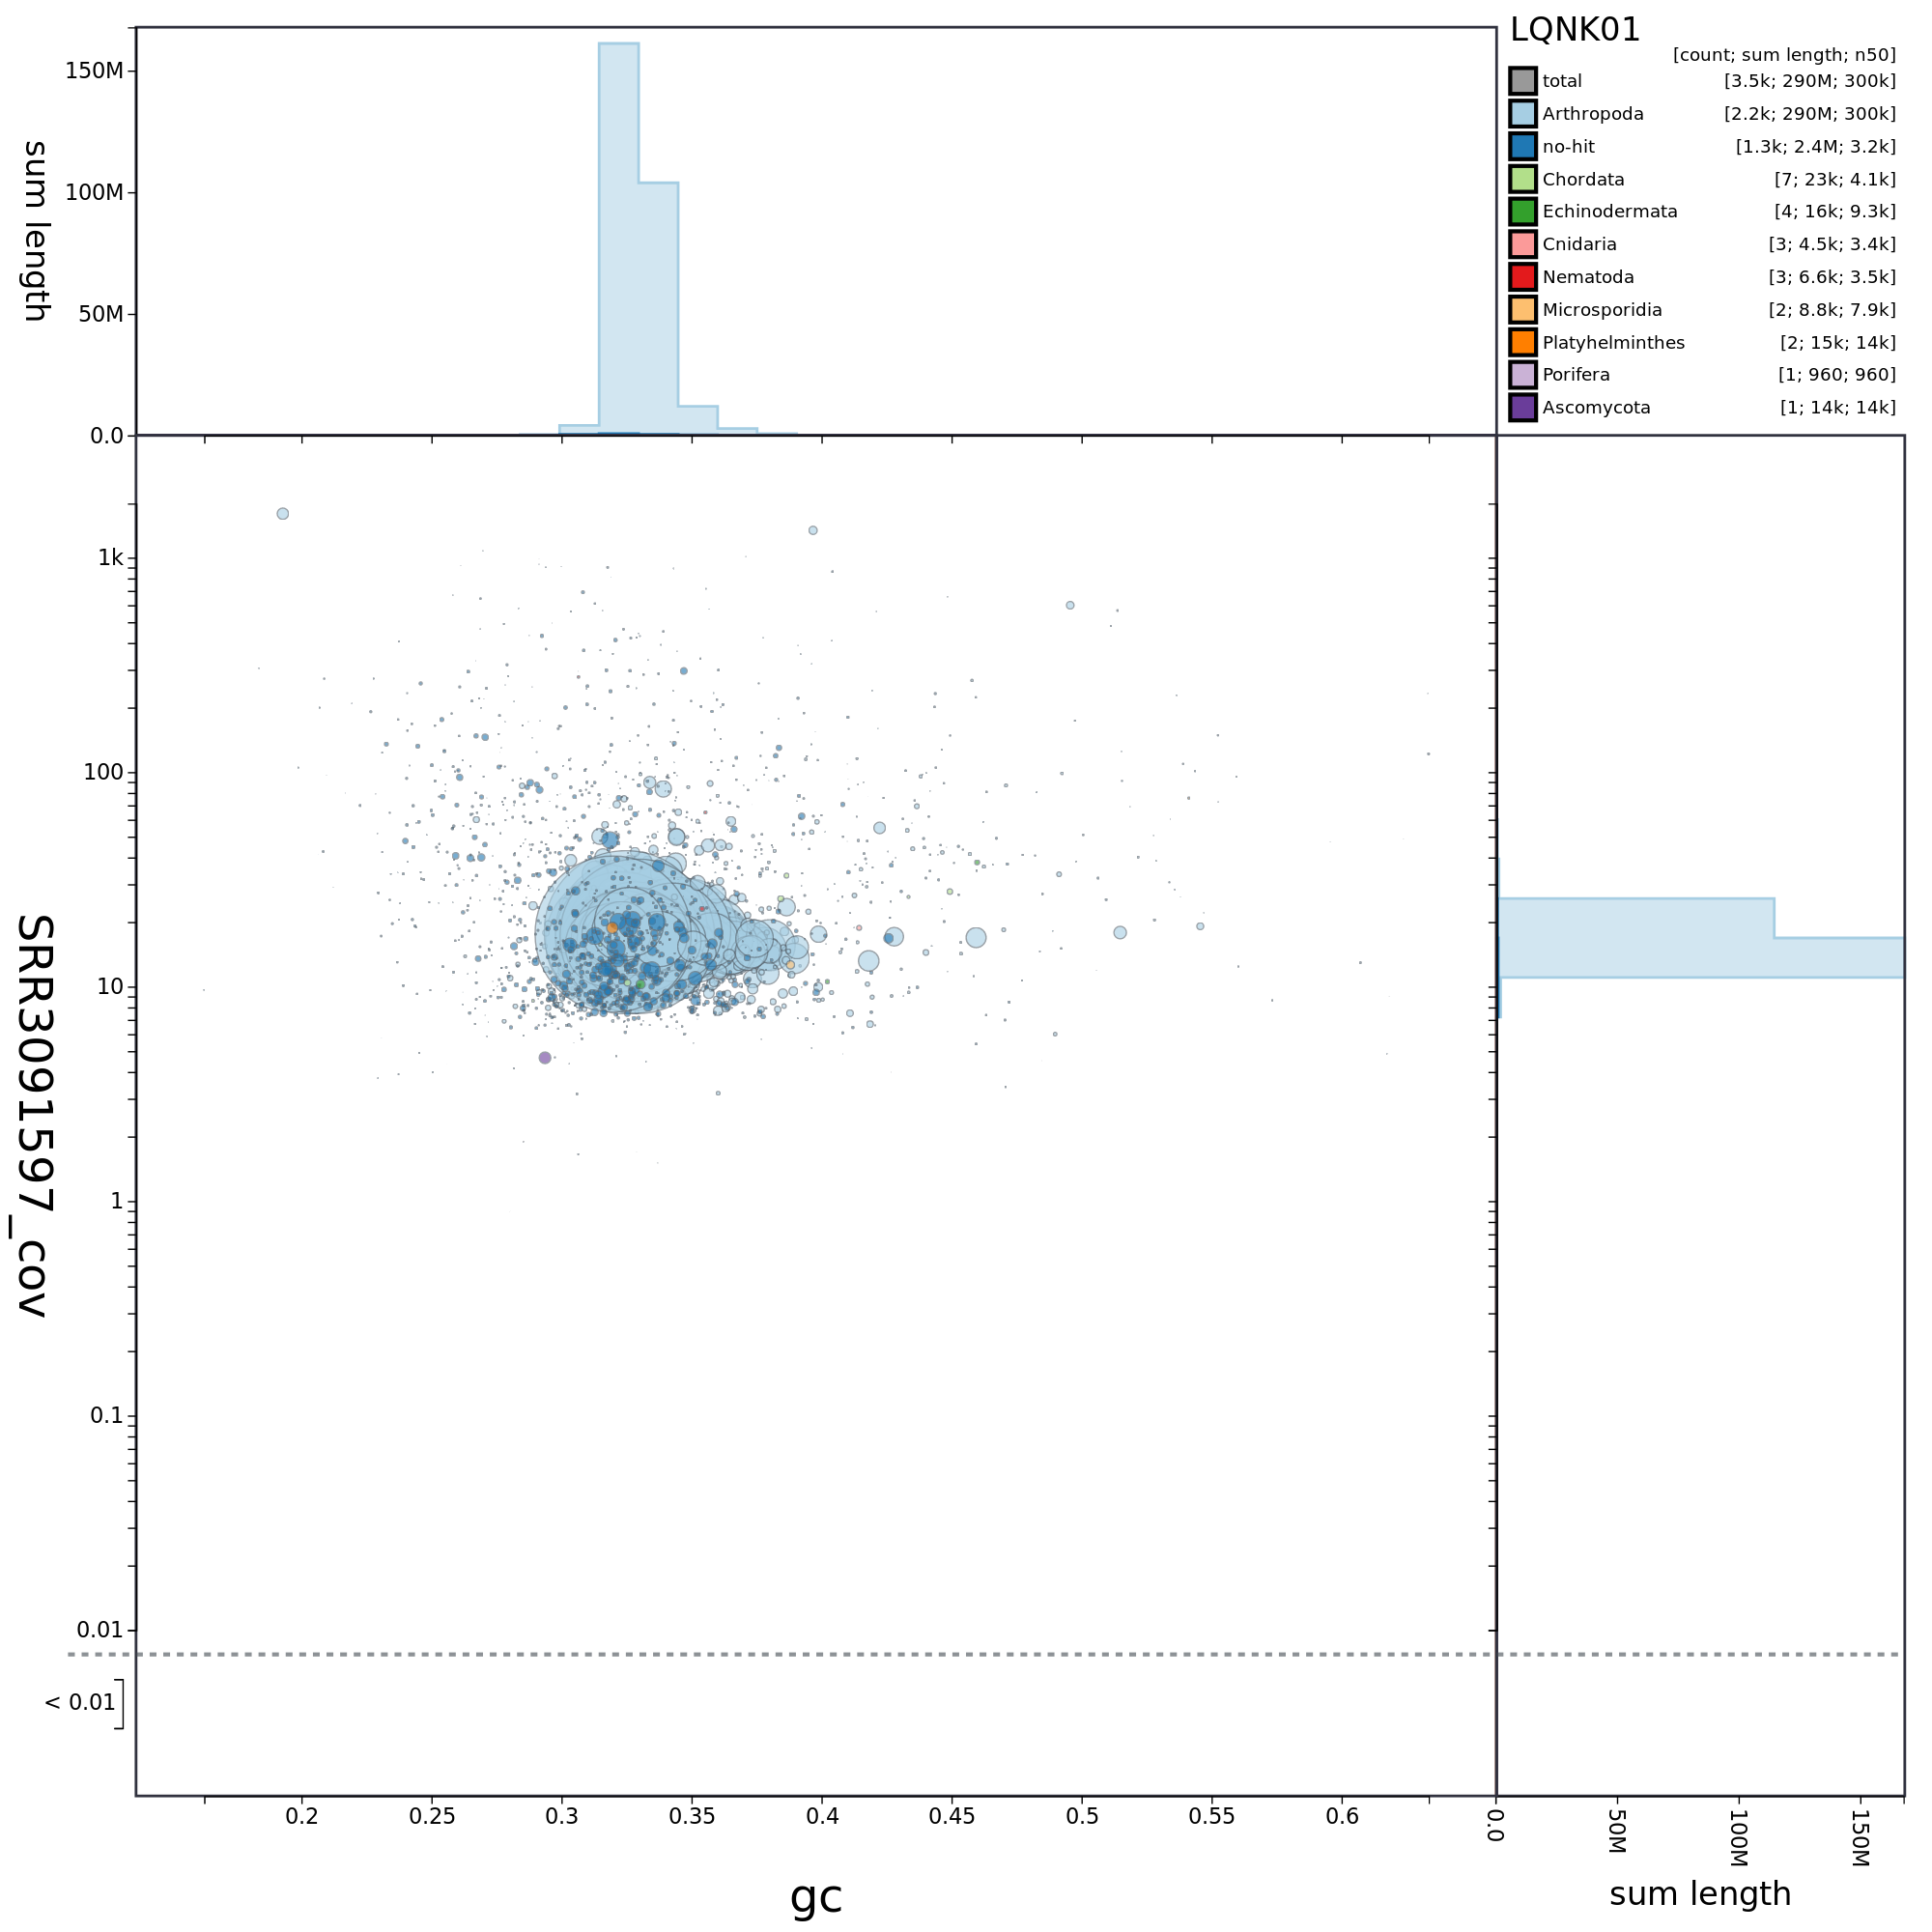 LQNK01
[count; sum length; n50]
total [3.5k; 290M; 300k]
Arthropoda [2.2k; 290M; 300k]
no-hit [1.3k; 2.4M; 3.2k]
Chordata [7; 23k; 4.1k]
Echinodermata [4; 16k; 9.3k]
Cnidaria [3; 4.5k; 3.4k]
Nematoda [3; 6.6k; 3.5k]
Microsporidia [2; 8.8k; 7.9k]
Platyhelminthes [2; 15k; 14k]
Porifera [1; 960; 960]
Ascomycota [1; 14k; 14k]
sum length
150M
100M
50M
0.0
SRR3091597_cov
1k
100
10
1
0.1
0.01
< 0.01
0.2 0.25 0.3 0.35 0.4 0.45 0.5 0.55 0.6
gc
0.0 50M 100M 150M
sum length